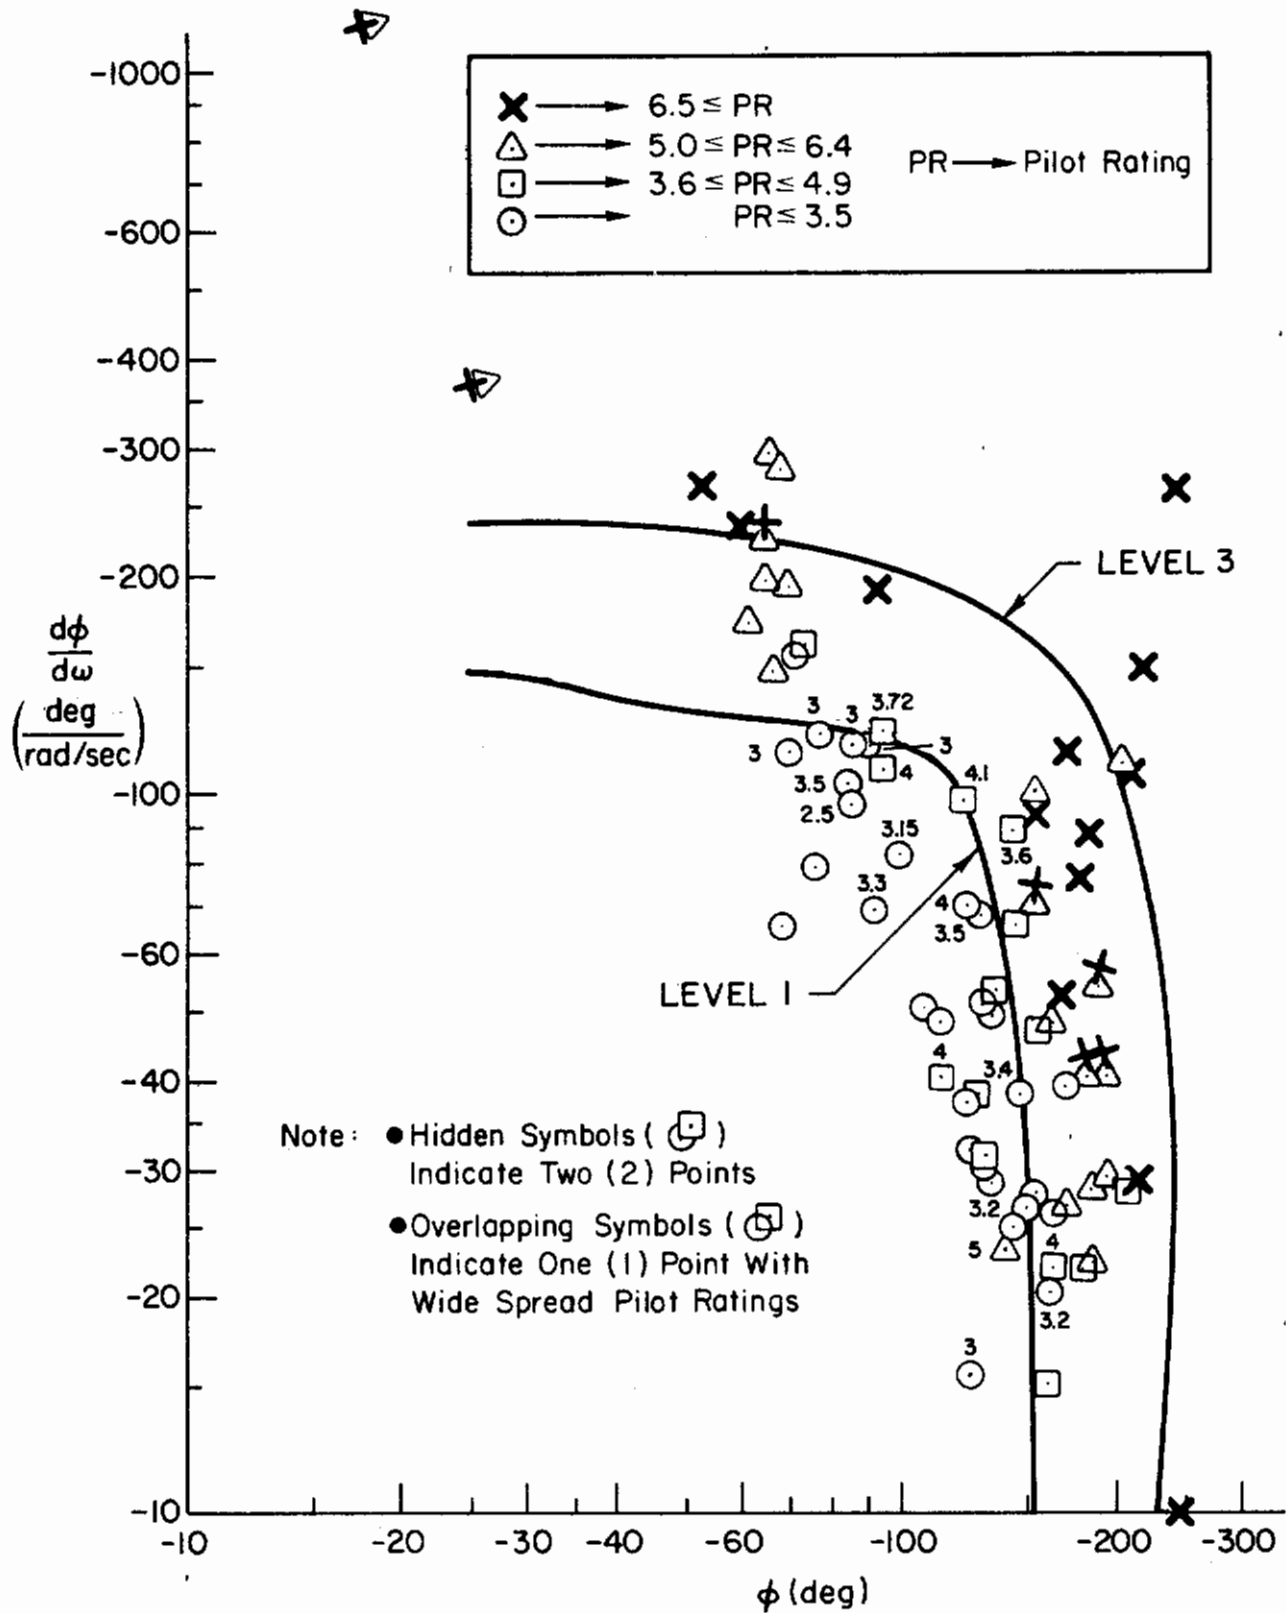 6.5 ≤ PR
5.0 ≤ PR ≤ 6.4
3.6 ≤ PR ≤ 4.9
PR ≤ 3.5
PR → Pilot Rating
-1000
-600
-400
-300
-200
-100
-60
-40
-30
-20
-10
dφ
dω
(deg
rad/sec)
LEVEL 3
LEVEL 1
3
3
3.72
3
3
4
3.5
2.5
4.1
3.15
3.6
3.3
4
3.5
4
3.4
3.2
5
4
3.2
3
Note: ● Hidden Symbols ( )
Indicate Two (2) Points
● Overlapping Symbols ( )
Indicate One (1) Point With
Wide Spread Pilot Ratings
-10 -20 -30 -40 -60 -100 -200 -300
φ (deg)